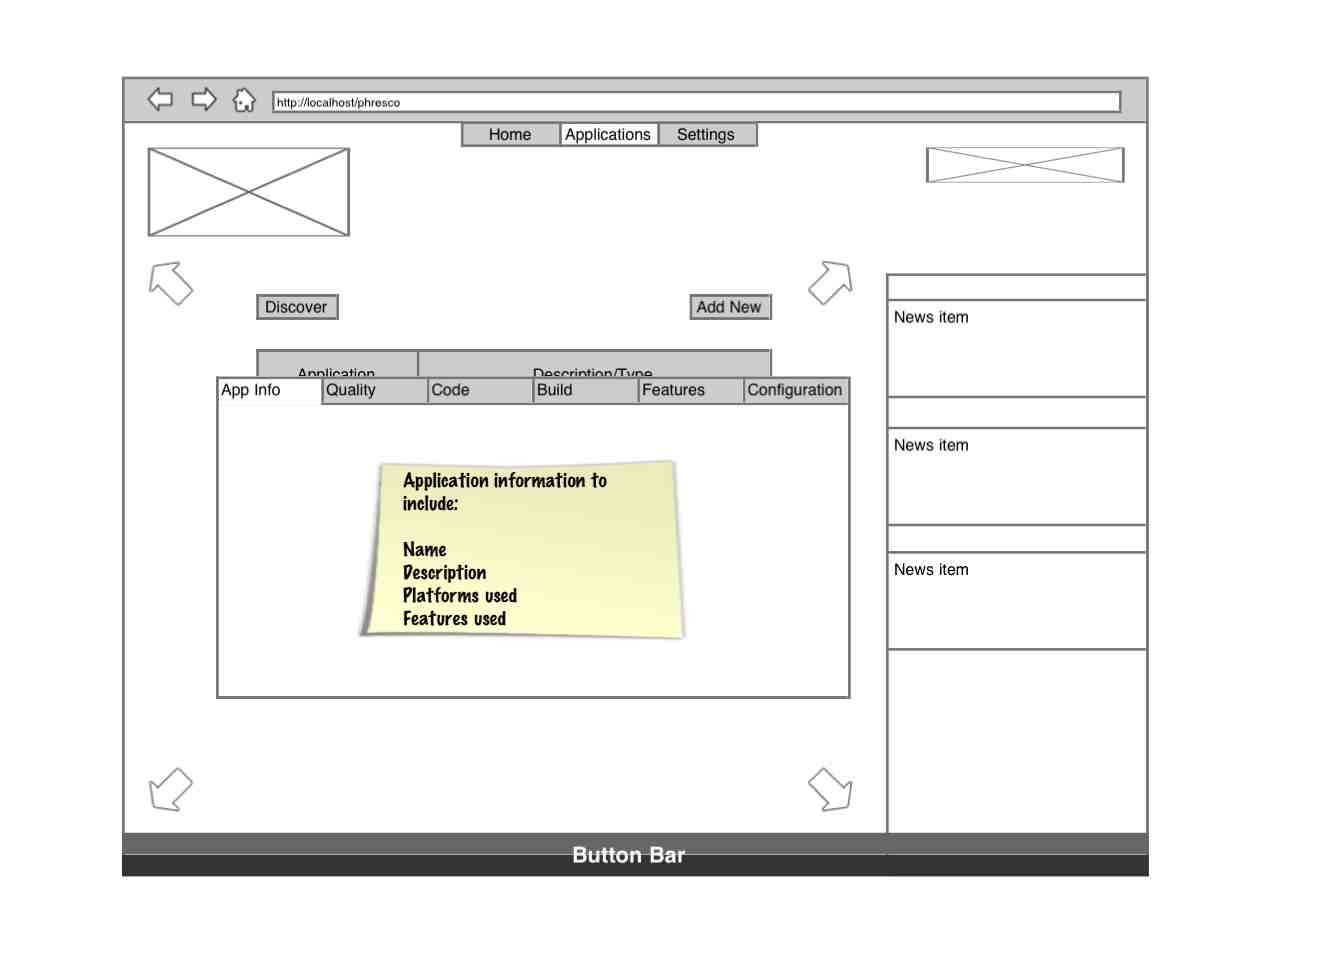 http://localhost/phresco
Home Applications Settings
Discover Add New
Application Description/Type
App Info Quality Code Build Features Configuration
Application information to
include:
Name
Description
Platforms used
Features used
News item
News item
News item
Button Bar